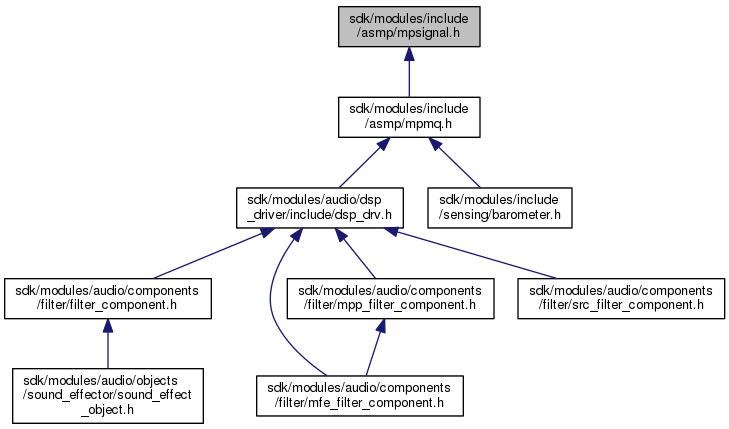 sdk/modules/include
/asmp/mpsignal.h
sdk/modules/include
/asmp/mpmq.h
sdk/modules/audio/dsp
_driver/include/dsp_drv.h
sdk/modules/include
/sensing/barometer.h
sdk/modules/audio/components
/filter/filter_component.h
sdk/modules/audio/components
/filter/mpp_filter_component.h
sdk/modules/audio/components
/filter/src_filter_component.h
sdk/modules/audio/objects
/sound_effector/sound_effect
_object.h
sdk/modules/audio/components
/filter/mfe_filter_component.h